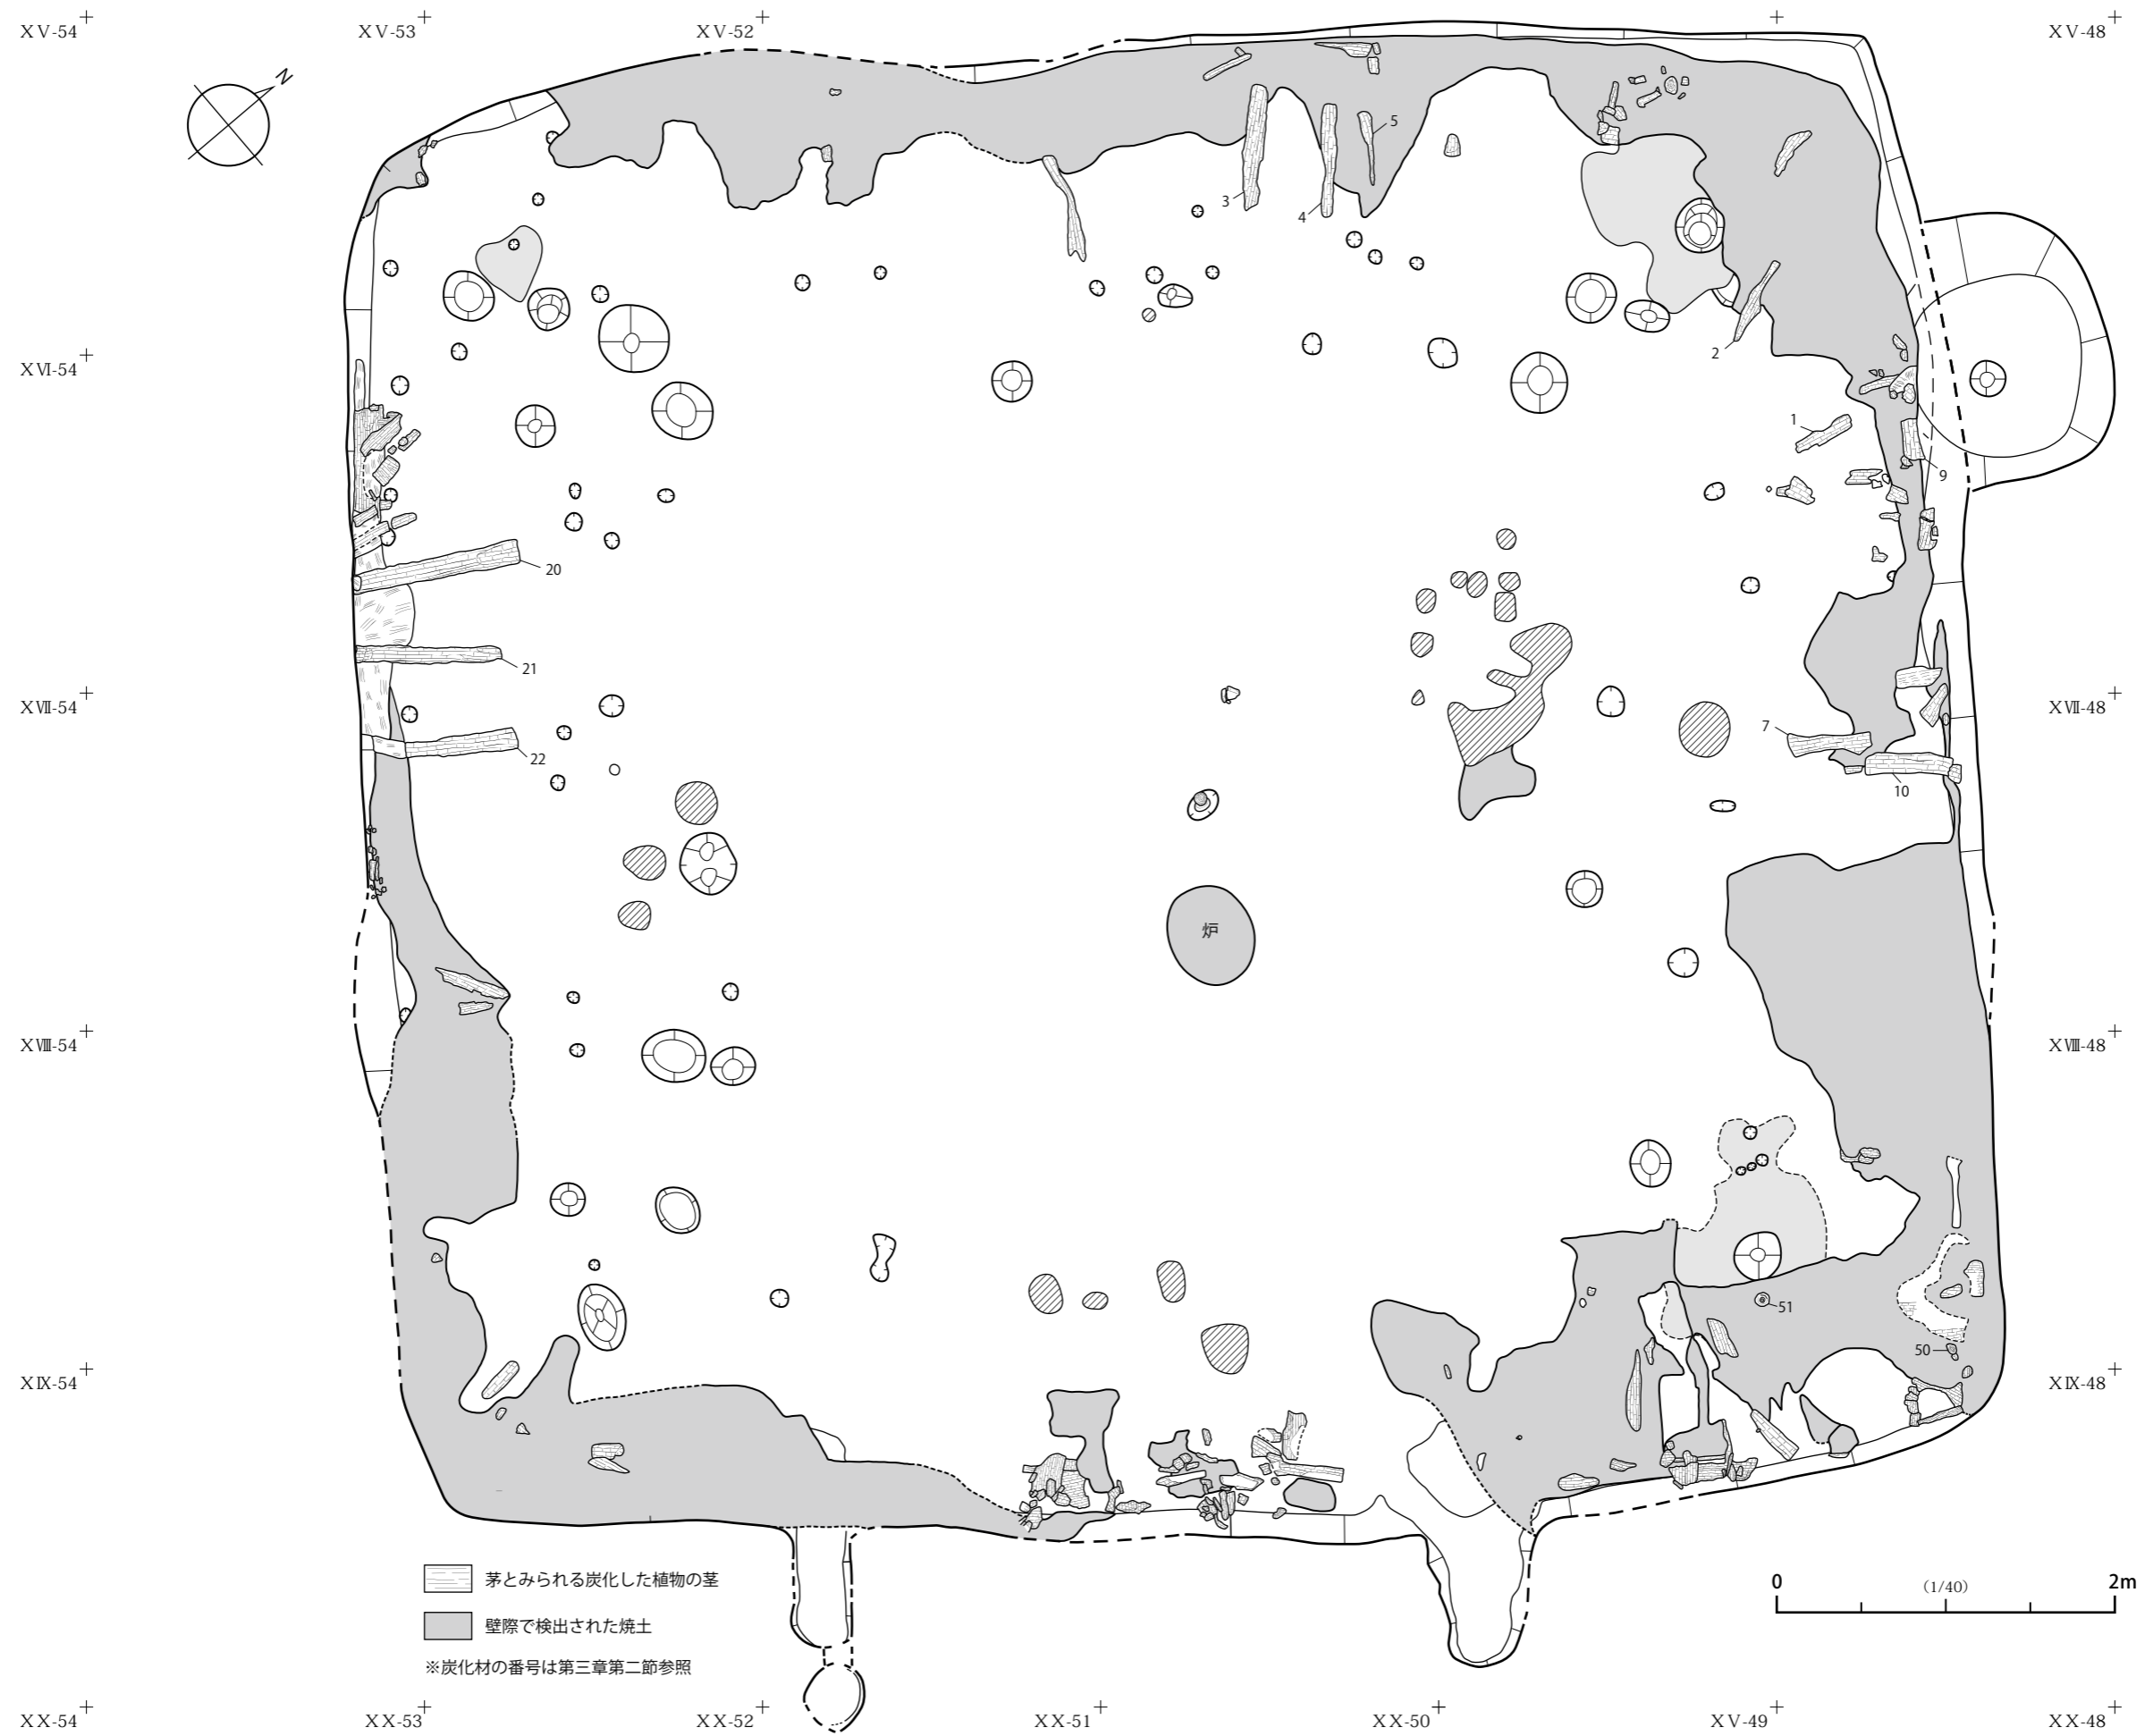 XV-54
XV-53
XV-52
XV-48
N
5
3
4
2
XVI-54
1
9
20
21
XVII-54
XVII-48
7
22
10
炉
XVIII-54
XVIII-48
51
50
XIX-54
XIX-48
茅とみられる炭化した植物の茎
壁際で検出された焼土
※炭化材の番号は第三章第二節参照
0
(1/40)
2m
XX-54
XX-53
XX-52
XX-51
XX-50
XV-49
XX-48